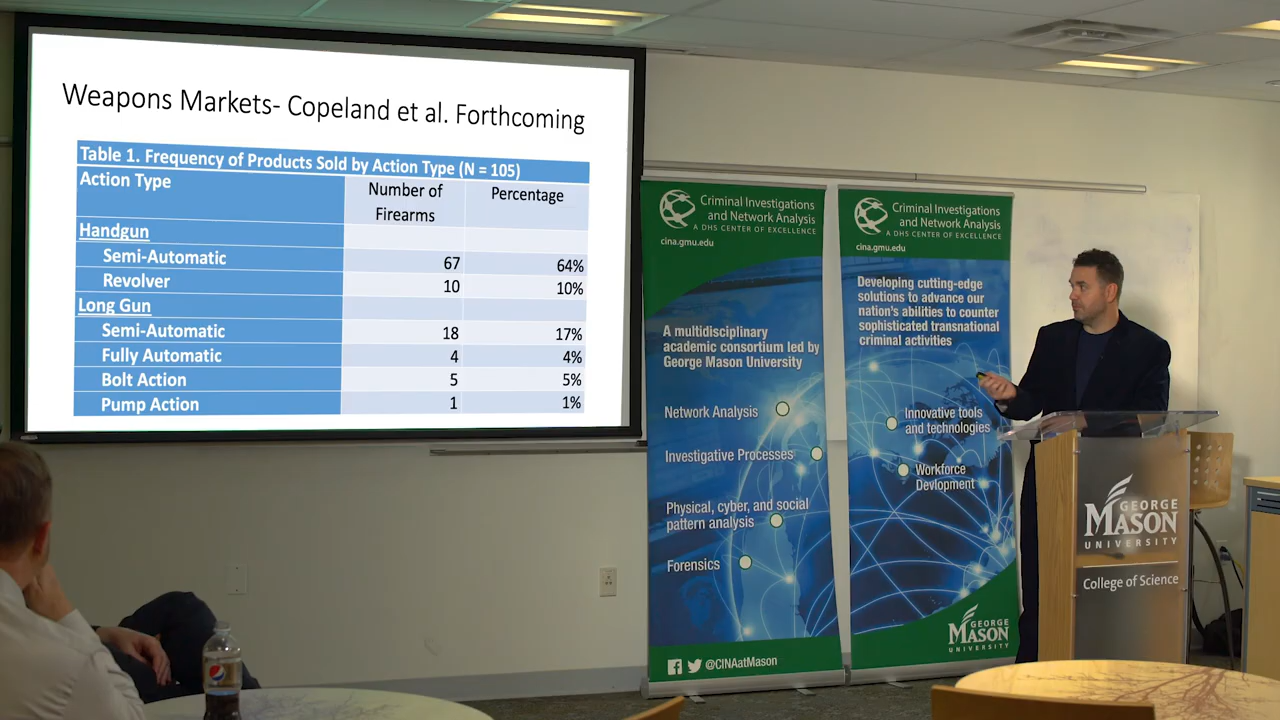 Weapons Markets- Copeland et al. Forthcoming
Table 1. Frequency of Products Sold by Action Type (N = 105)
Action Type Number of Firearms Percentage
Handgun
Semi-Automatic 67 64%
Revolver 10 10%
Long Gun
Semi-Automatic 18 17%
Fully Automatic 4 4%
Bolt Action 5 5%
Pump Action 1 1%
Criminal Investigations
and Network Analysis
A DHS CENTER OF EXCELLENCE
cina.gmu.edu
A multidisciplinary
academic consortium led by
George Mason University
Network Analysis
Investigative Processes
Physical, cyber, and social
pattern analysis
Forensics
@CINAatMason
Criminal Investigations
and Network Analysis
A DHS CENTER OF EXCELLENCE
cina.gmu.edu
Developing cutting-edge
solutions to advance our
nation's abilities to counter
sophisticated transnational
criminal activities
Innovative tools
and technologies
Workforce
Devlopment
GEORGE
MASON
UNIVERSITY
GEORGE
MASON
UNIVERSITY
College of Science
pepsi